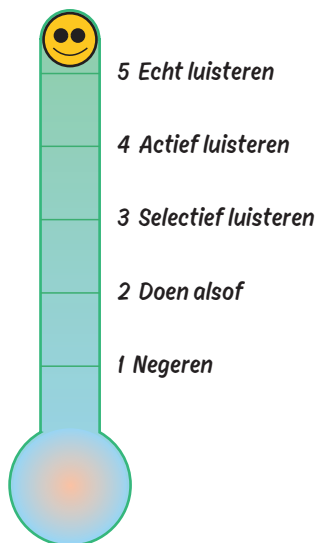 5 Echt luisteren
4 Actief luisteren
3 Selectief luisteren
2 Doen alsof
1 Negeren